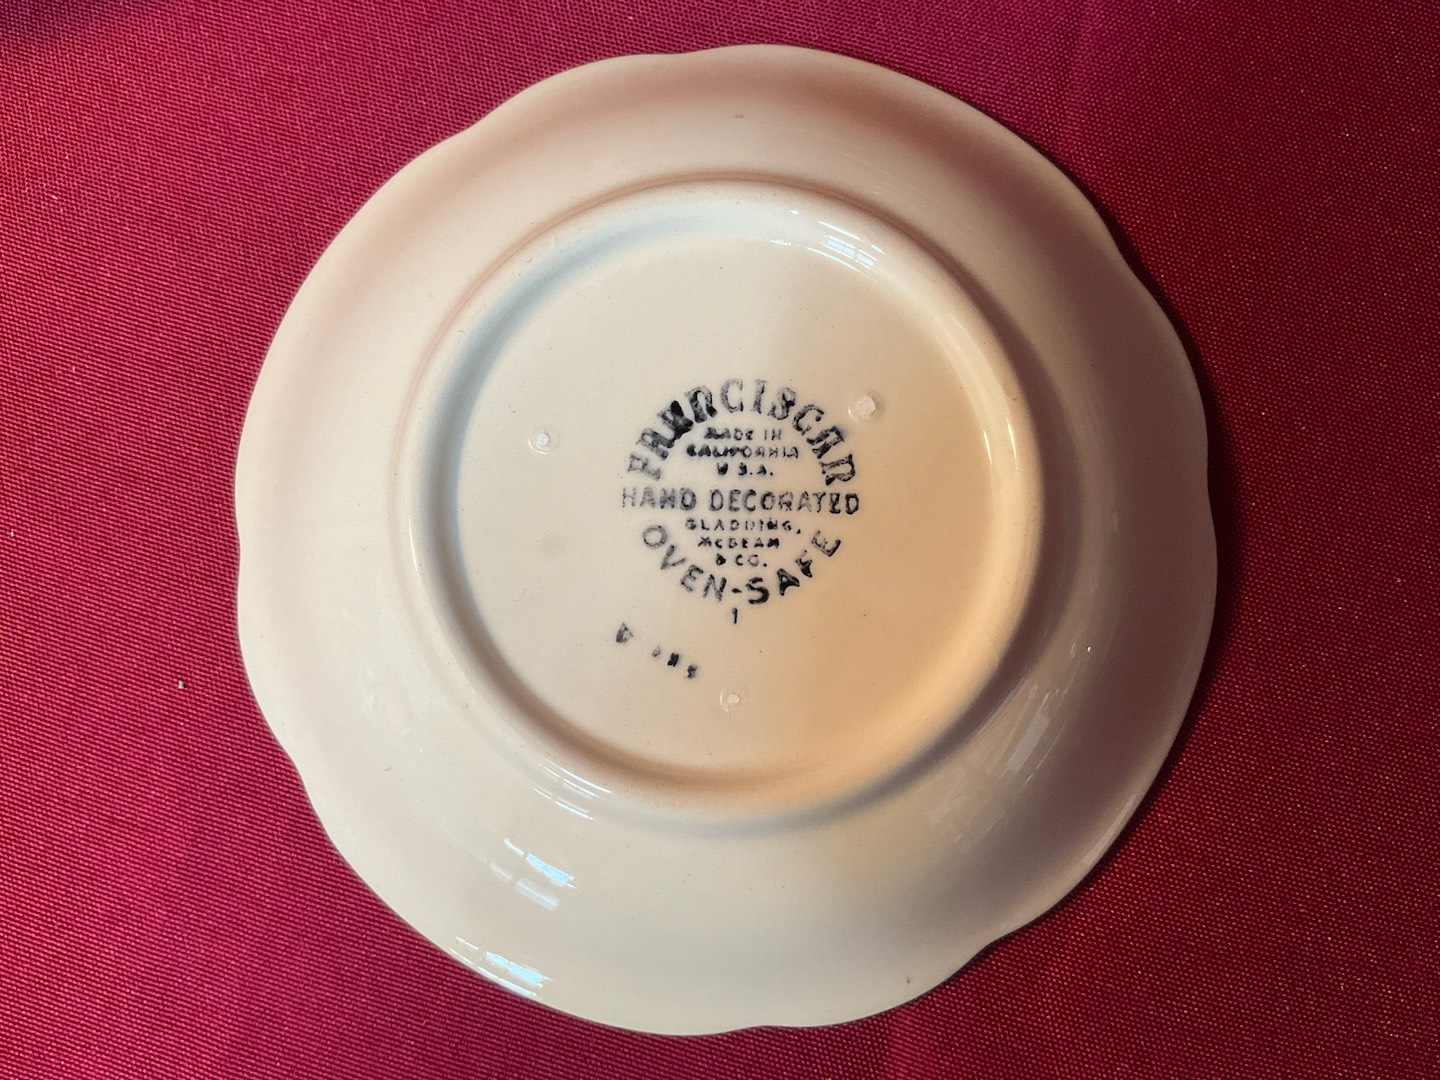 FRANCISCAN
MADE IN
CALIFORNIA
U.S.A.
HAND DECORATED
GLADDING,
McBEAN
& CO.
OVEN-SAFE
1